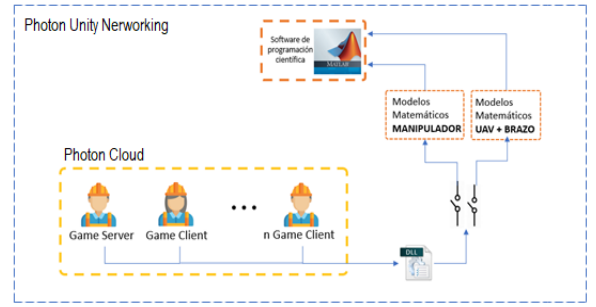 Photon Unity Nerworking
Software de
programación
científica
MATLAB
Modelos
Matemáticos
MANIPULADOR
Modelos
Matemáticos
UAV + BRAZO
Photon Cloud
Game Server
Game Client
n Game Client
DLL